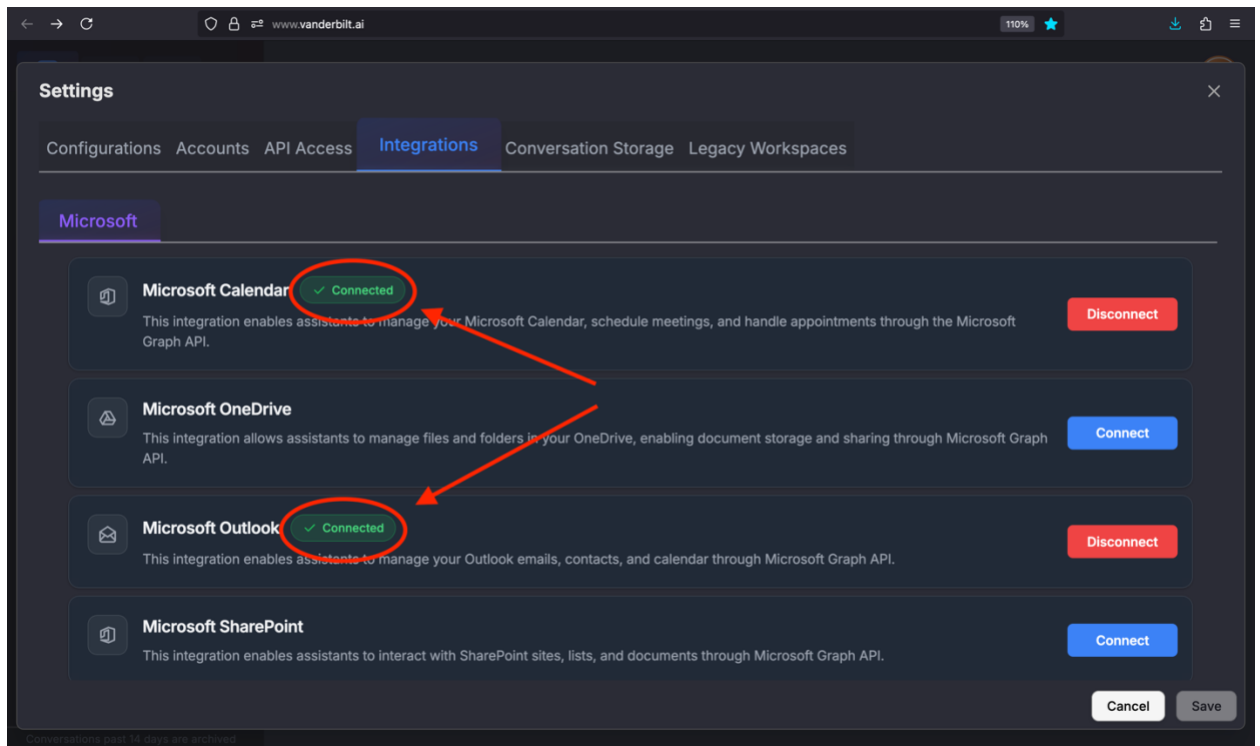 www.vanderbilt.ai
110%
Settings
Configurations Accounts API Access Integrations Conversation Storage Legacy Workspaces
Microsoft
Microsoft Calendar Connected
This integration enables assistants to manage your Microsoft Calendar, schedule meetings, and handle appointments through the Microsoft
Graph API.
Disconnect
Microsoft OneDrive
This integration allows assistants to manage files and folders in your OneDrive, enabling document storage and sharing through Microsoft Graph
API.
Connect
Microsoft Outlook Connected
This integration enables assistants to manage your Outlook emails, contacts, and calendar through Microsoft Graph API.
Disconnect
Microsoft SharePoint
This integration enables assistants to interact with SharePoint sites, lists, and documents through Microsoft Graph API.
Connect
Cancel Save
Conversations past 14 days are archived